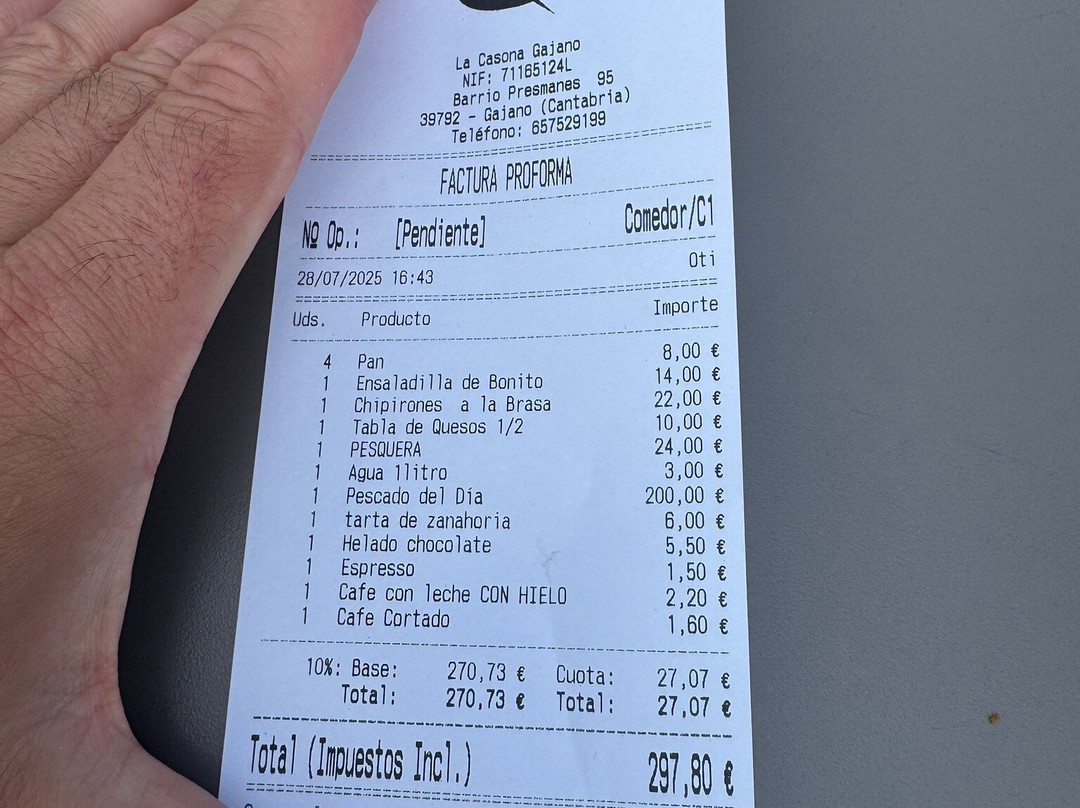 La Casona Gajano
NIF: 71165124L
Barrio Presmanes 95
39792 - Gajano (Cantabria)
Teléfono: 657529199
FACTURA PROFORMA
Nº Op.: [Pendiente] Comedor/C1
28/07/2025 16:43 Oti
Uds. Producto Importe
4 Pan 8,00 €
1 Ensaladilla de Bonito 14,00 €
1 Chipirones a la Brasa 22,00 €
1 Tabla de Quesos 1/2 10,00 €
1 PESQUERA 24,00 €
1 Agua 1litro 3,00 €
1 Pescado del Día 200,00 €
1 tarta de zanahoria 6,00 €
1 Helado chocolate 5,50 €
1 Espresso 1,50 €
1 Cafe con leche CON HIELO 2,20 €
1 Cafe Cortado 1,60 €
10%: Base: 270,73 € Cuota: 27,07 €
Total: 270,73 € Total: 27,07 €
Total (Impuestos Incl.) 297,80 €